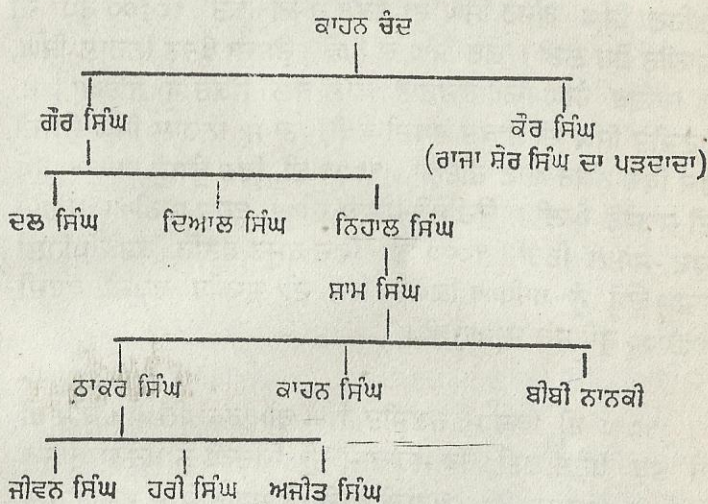 ਕਾਹਨ ਚੰਦ
ਗੌਰ ਸਿੰਘ ਕੌਰ ਸਿੰਘ
(ਰਾਜਾ ਸ਼ੇਰ ਸਿੰਘ ਦਾ ਪੜਦਾਦਾ)
ਦਲ ਸਿੰਘ ਦਿਆਲ ਸਿੰਘ ਨਿਹਾਲ ਸਿੰਘ
ਸ਼ਾਮ ਸਿੰਘ
ਠਾਕਰ ਸਿੰਘ ਕਾਹਨ ਸਿੰਘ ਬੀਬੀ ਨਾਨਕੀ
ਜੀਵਨ ਸਿੰਘ ਹਰੀ ਸਿੰਘ ਅਜੀਤ ਸਿੰਘ